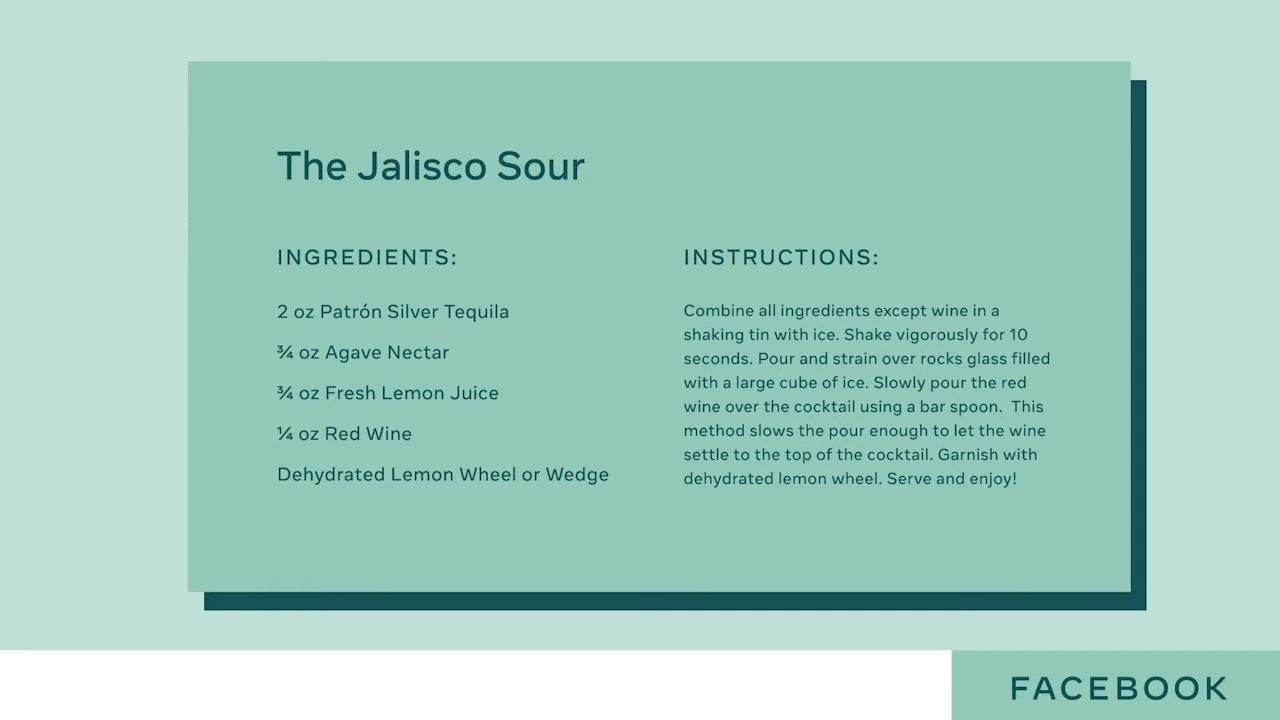 The Jalisco Sour
INGREDIENTS:
2 oz Patrón Silver Tequila
¾ oz Agave Nectar
¾ oz Fresh Lemon Juice
¼ oz Red Wine
Dehydrated Lemon Wheel or Wedge
INSTRUCTIONS:
Combine all ingredients except wine in a
shaking tin with ice. Shake vigorously for 10
seconds. Pour and strain over rocks glass filled
with a large cube of ice. Slowly pour the red
wine over the cocktail using a bar spoon.  This
method slows the pour enough to let the wine
settle to the top of the cocktail. Garnish with
dehydrated lemon wheel. Serve and enjoy!
FACEBOOK